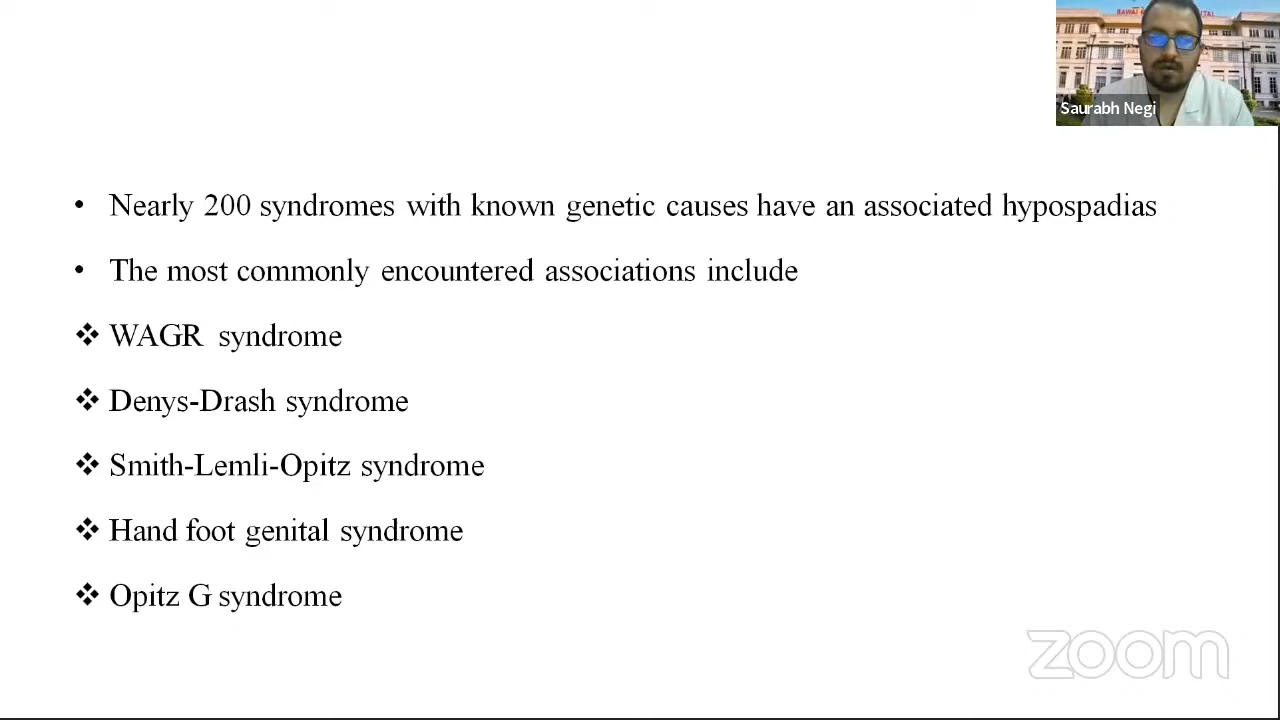 Saurabh Negi
• Nearly 200 syndromes with known genetic causes have an associated hypospadias
• The most commonly encountered associations include
❖ WAGR syndrome
❖ Denys-Drash syndrome
❖ Smith-Lemli-Opitz syndrome
❖ Hand foot genital syndrome
❖ Opitz G syndrome
zoom